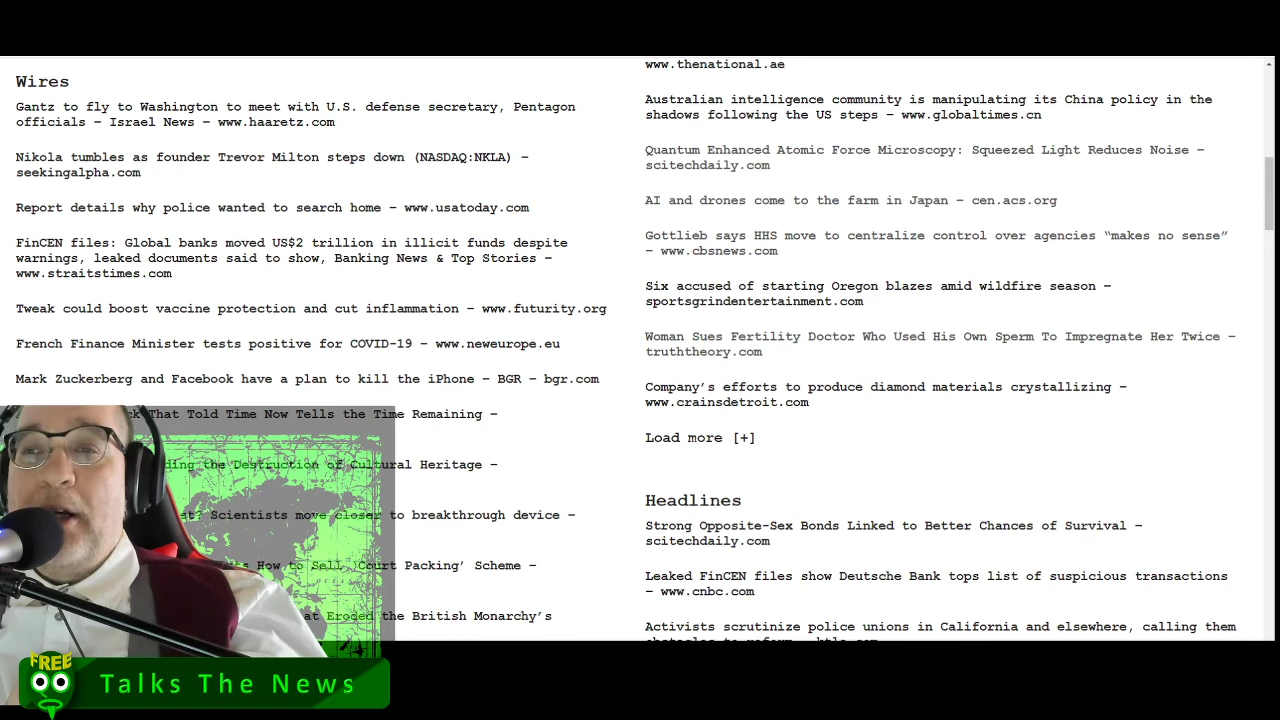 Wires
Gantz to fly to Washington to meet with U.S. defense secretary, Pentagon
officials – Israel News – www.haaretz.com
Nikola tumbles as founder Trevor Milton steps down (NASDAQ:NKLA) –
seekingalpha.com
Report details why police wanted to search home – www.usatoday.com
FinCEN files: Global banks moved US$2 trillion in illicit funds despite
warnings, leaked documents said to show, Banking News & Top Stories –
www.straitstimes.com
Tweak could boost vaccine protection and cut inflammation – www.futurity.org
French Finance Minister tests positive for COVID-19 – www.neweurope.eu
Mark Zuckerberg and Facebook have a plan to kill the iPhone – BGR – bgr.com
That Told Time Now Tells the Time Remaining –
the Destruction of Cultural Heritage –
Scientists move closer to breakthrough device –
How to Sell 'Court Packing' Scheme –
Eroded the British Monarchy's
www.thenational.ae
Australian intelligence community is manipulating its China policy in the
shadows following the US steps – www.globaltimes.cn
Quantum Enhanced Atomic Force Microscopy: Squeezed Light Reduces Noise –
scitechdaily.com
AI and drones come to the farm in Japan – cen.acs.org
Gottlieb says HHS move to centralize control over agencies “makes no sense”
– www.cbsnews.com
Six accused of starting Oregon blazes amid wildfire season –
sportsgrindentertainment.com
Woman Sues Fertility Doctor Who Used His Own Sperm To Impregnate Her Twice –
truththeory.com
Company’s efforts to produce diamond materials crystallizing –
www.crainsdetroit.com
Load more [+]
Headlines
Strong Opposite-Sex Bonds Linked to Better Chances of Survival –
scitechdaily.com
Leaked FinCEN files show Deutsche Bank tops list of suspicious transactions
– www.cnbc.com
Activists scrutinize police unions in California and elsewhere, calling them
FREE
Talks The News